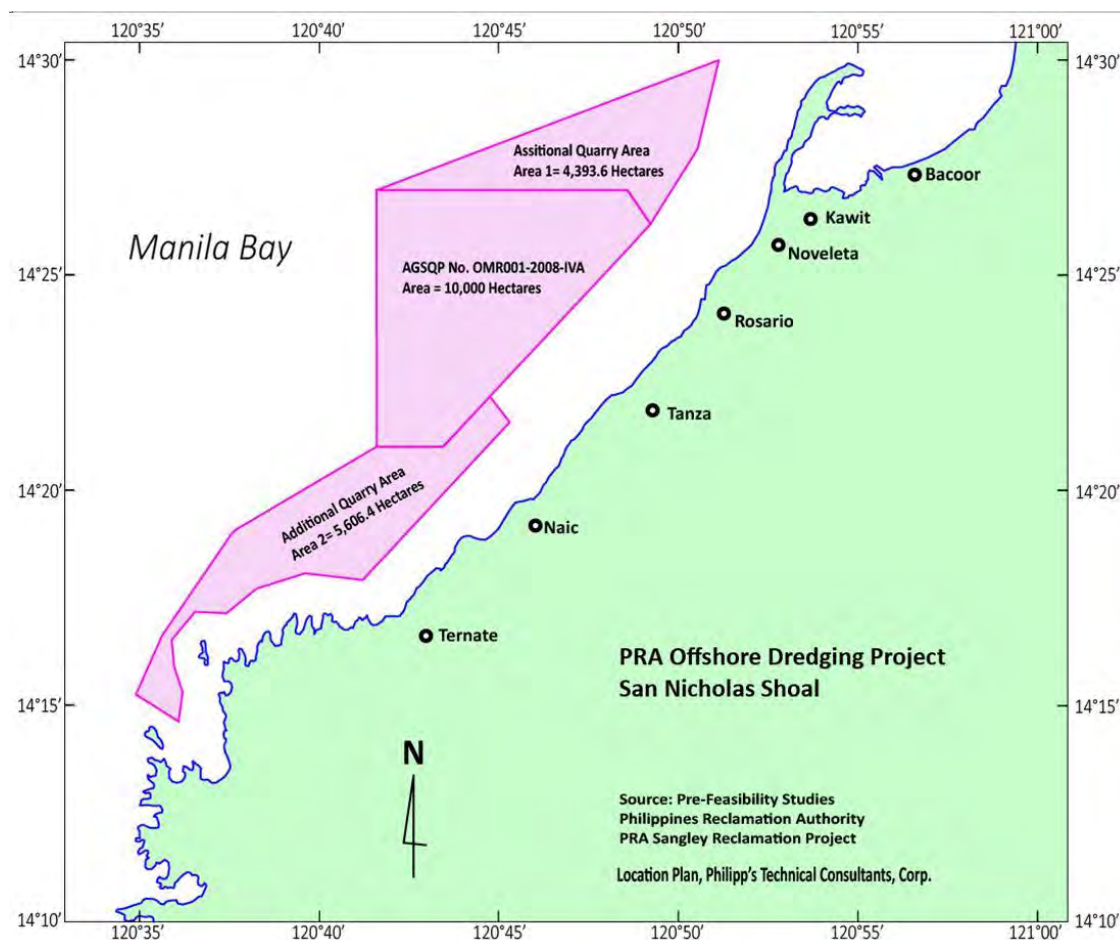 120°35' 120°40' 120°45' 120°50' 120°55' 121°00'
14°30' 14°30'
Assitional Quarry Area
Area 1= 4,393.6 Hectares
Bacoor
Manila Bay
Kawit
Noveleta
AGSQP No. OMR001-2008-IVA
Area = 10,000 Hectares
14°25' 14°25'
Rosario
Tanza
Additional Quarry Area
Area 2= 5,606.4 Hectares
14°20' 14°20'
Naic
Ternate
PRA Offshore Dredging Project
San Nicholas Shoal
14°15' 14°15'
N
Source: Pre-Feasibility Studies
Philippines Reclamation Authority
PRA Sangley Reclamation Project
Location Plan, Philipp's Technical Consultants, Corp.
14°10' 14°10'
120°35' 120°40' 120°45' 120°50' 120°55' 121°00'